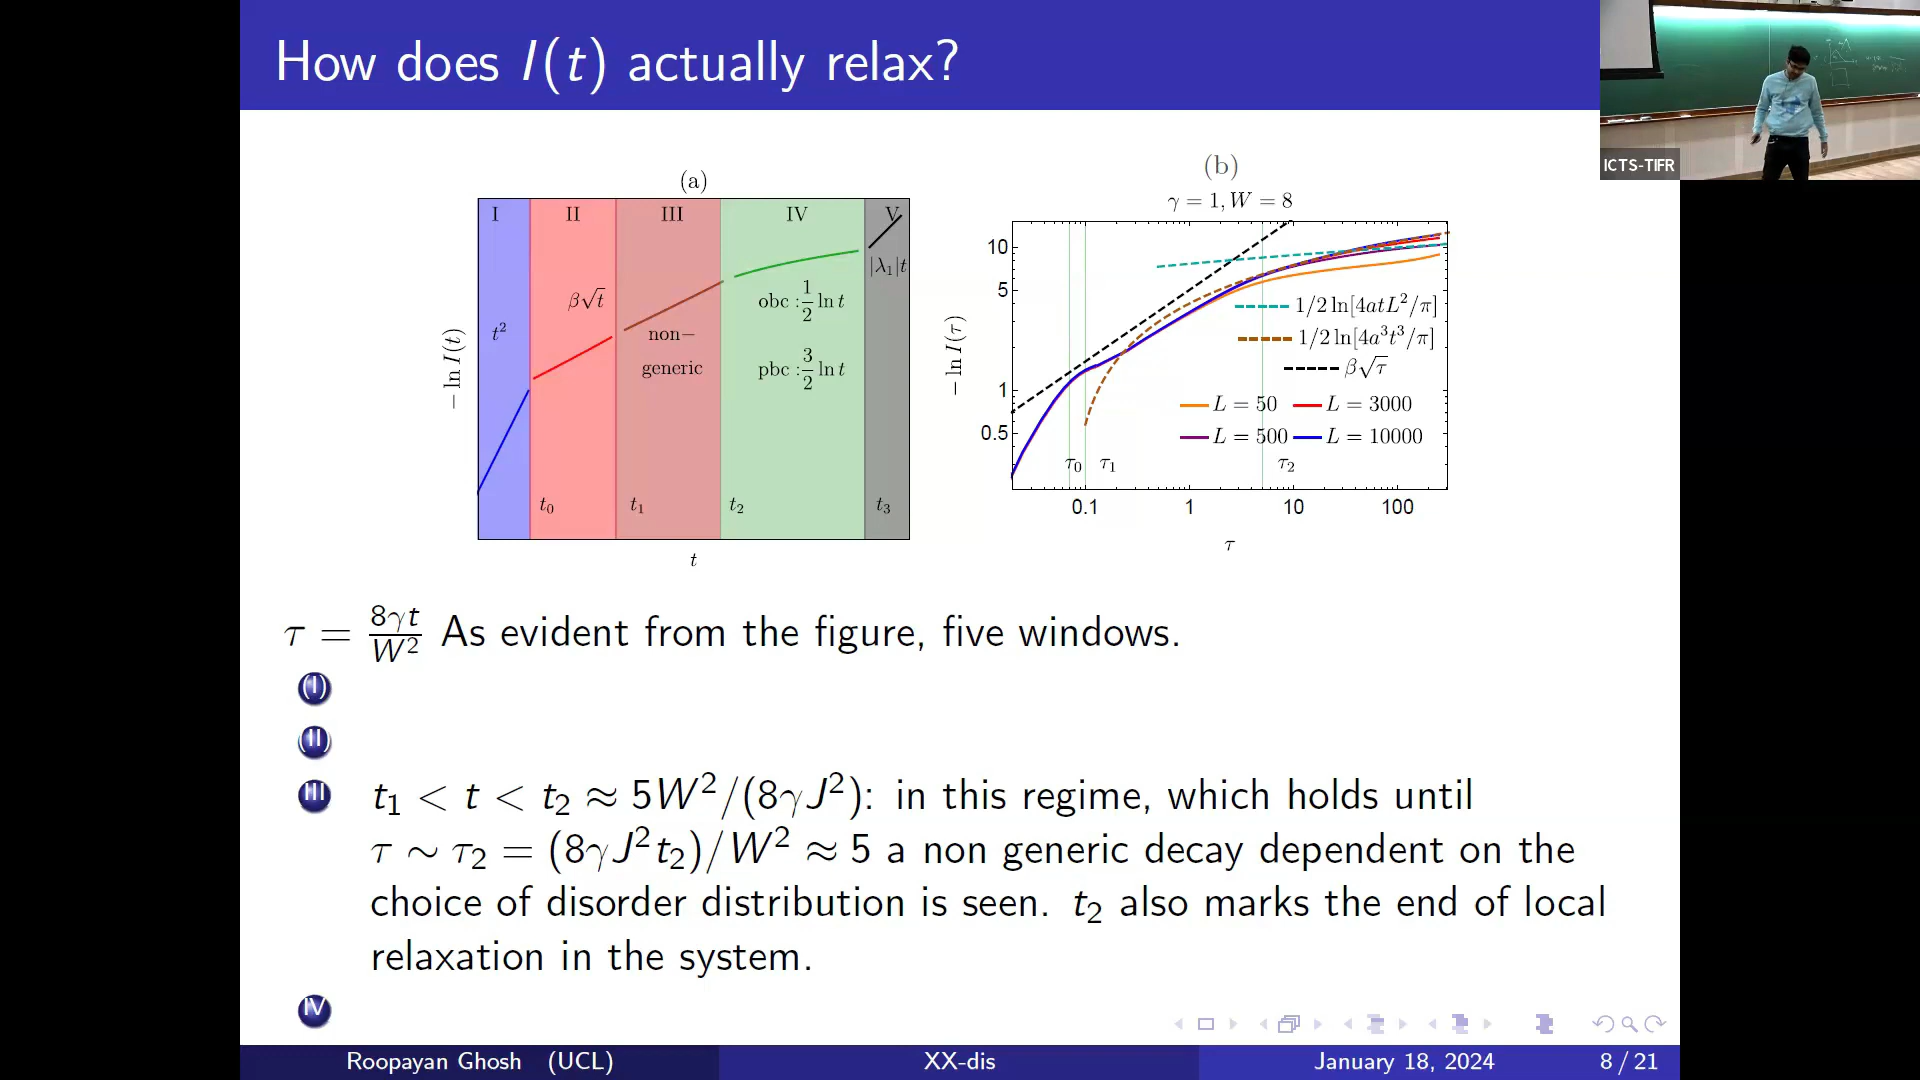 How does I(t) actually relax?
ICTS-TIFR
(a)
I II III IV V
− ln I(t)
t²
β√t
non−
generic
obc : 1/2 ln t
pbc : 3/2 ln t
|λ₁|t
t₀ t₁ t₂ t₃
t
(b)
γ = 1, W = 8
− ln I(τ)
10
5
1
0.5
1/2 ln[4atL²/π]
1/2 ln[4a³t³/π]
β√τ
L = 50 L = 3000
L = 500 L = 10000
τ₀ τ₁ τ₂
0.1 1 10 100
τ
τ = 8γt/W² As evident from the figure, five windows.
(I)
(II)
III t₁ < t < t₂ ≈ 5W²/(8γJ²): in this regime, which holds until
τ ∼ τ₂ = (8γJ²t₂)/W² ≈ 5 a non generic decay dependent on the
choice of disorder distribution is seen. t₂ also marks the end of local
relaxation in the system.
IV
Roopayan Ghosh (UCL) XX-dis January 18, 2024 8 / 21